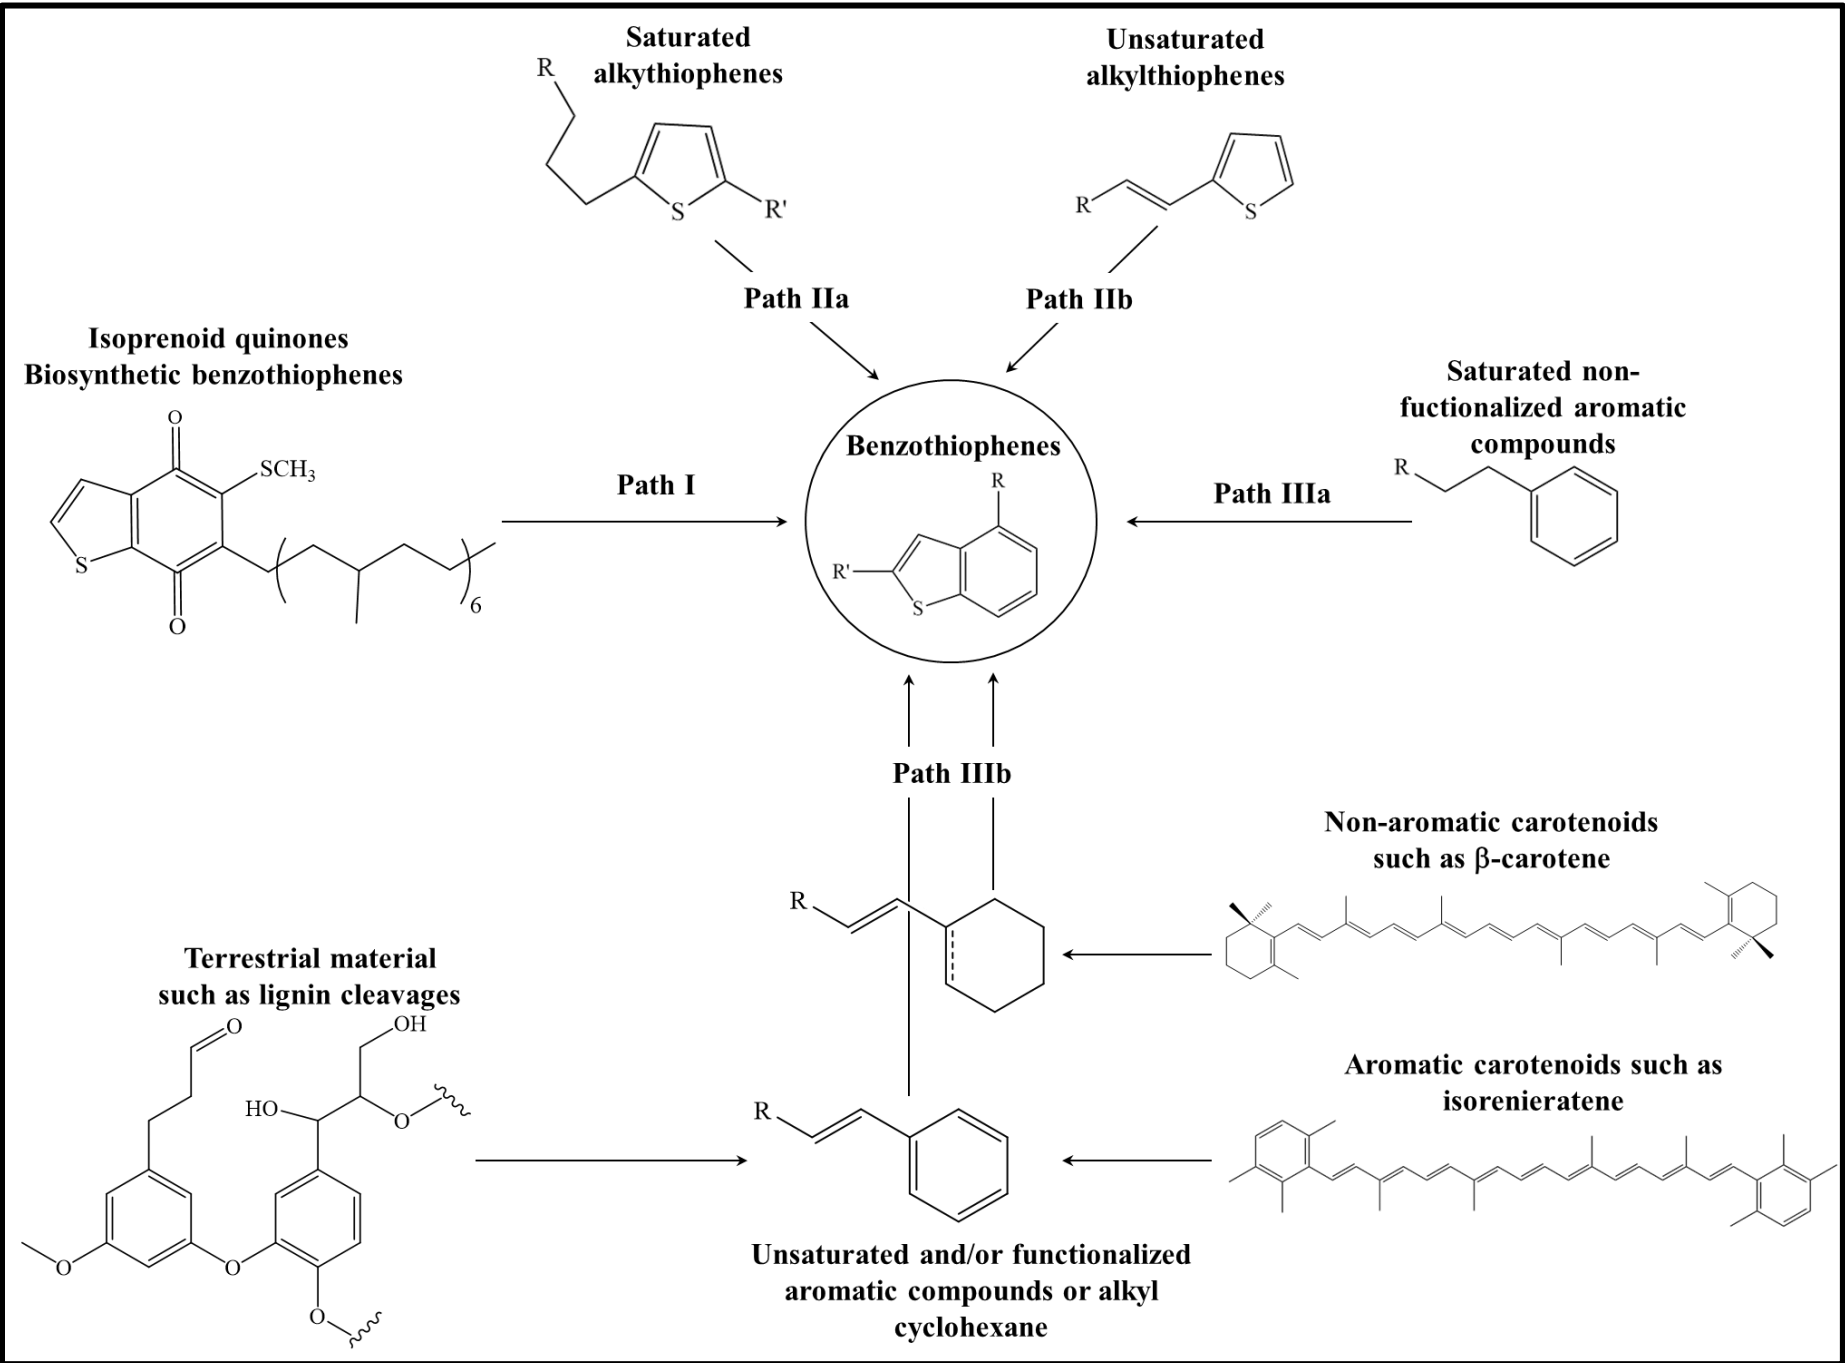 Saturated
alkythiophenes
R
S
R'
Unsaturated
alkylthiophenes
R
S
Path IIa
Path IIb
Isoprenoid quinones
Biosynthetic benzothiophenes
O
SCH3
S
O
6
Path I
Benzothiophenes
R
R'
S
Saturated non-
fuctionalized aromatic
compounds
R
Path IIIa
Path IIIb
R
Non-aromatic carotenoids
such as β-carotene
Terrestrial material
such as lignin cleavages
O
OH
HO
O
O
O
O
R
Aromatic carotenoids such as
isorenieratene
Unsaturated and/or functionalized
aromatic compounds or alkyl
cyclohexane